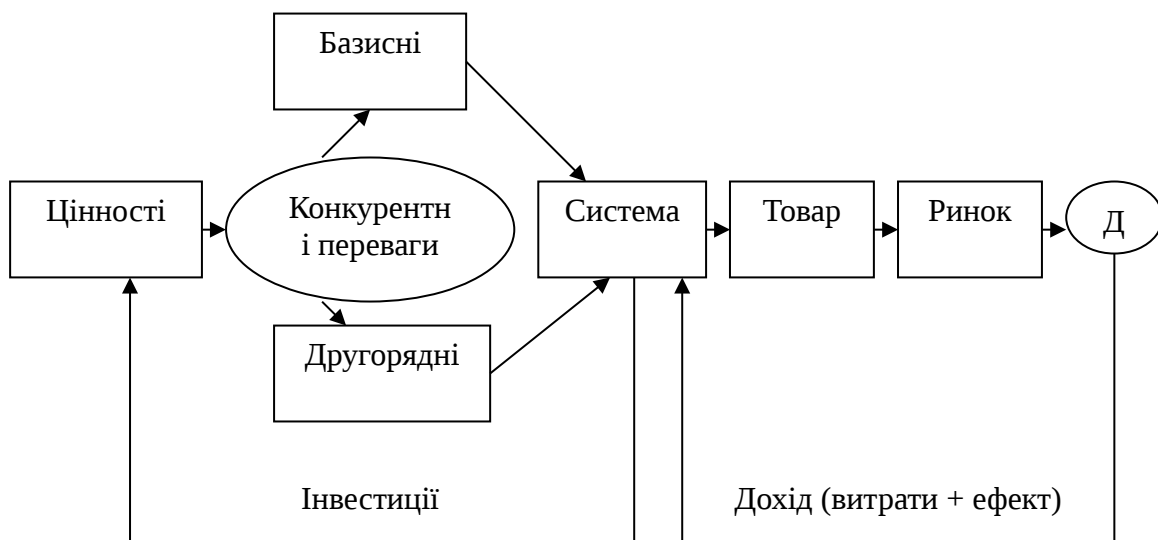 Базисні
Цінності
Конкурентн
і переваги
Система
Товар
Ринок
Д
Другорядні
Інвестиції
Дохід (витрати + ефект)